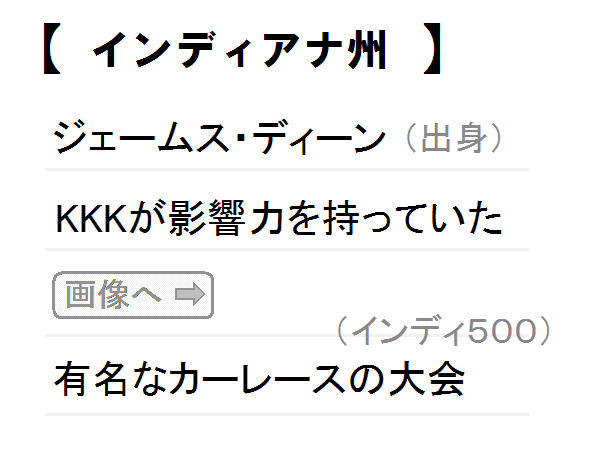 【 インディアナ州 】
ジェームス・ディーン（出身）
KKKが影響力を持っていた
画像へ ➡
（インディ500）
有名なカーレースの大会